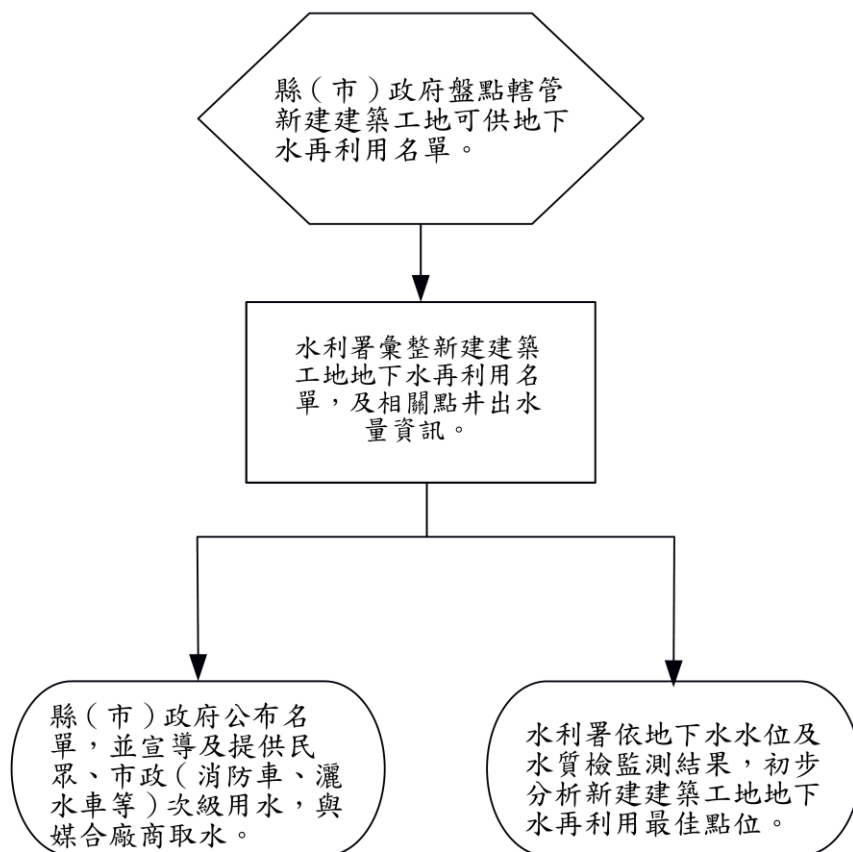 縣（市）政府盤點轄管
新建建築工地可供地下
水再利用名單。
水利署彙整新建建築
工地地下水再利用名
單，及相關點井出水
量資訊。
縣（市）政府公布名
單，並宣導及提供民
眾、市政（消防車、灑
水車等）次級用水，與
媒合廠商取水。
水利署依地下水水位及
水質檢監測結果，初步
分析新建建築工地地下
水再利用最佳點位。